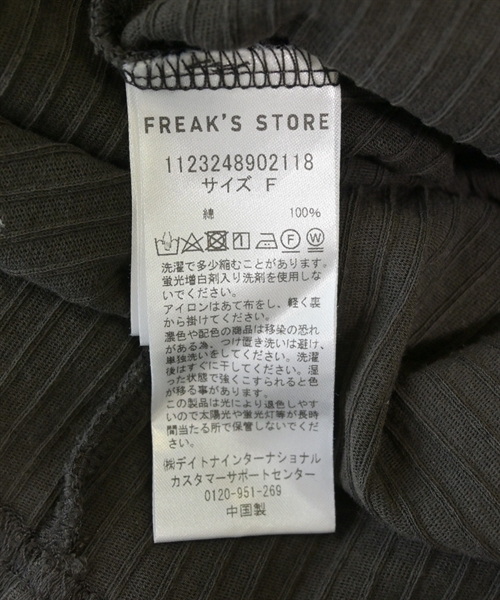 FREAK'S STORE
1123248902118
サイズ F
綿 100%
F W
洗濯で多少縮むことがあります。
蛍光増白剤入り洗剤を使用しな
いでください。
アイロンはあて布をし、軽く裏
から掛けてください。
濃色や配色の商品は移染の恐れ
がある為、つけ置き洗いは避け、
単独洗いをしてください。洗濯
後はすぐに干してください。湿
った状態で強くこすられると色
が移る事があります。
この製品は光により退色しやす
いので太陽光や蛍光灯等が長時
間当たる所で保管しないでくだ
さい。
㈱デイトナインターナショナル
カスタマーサポートセンター
0120-951-269
中国製